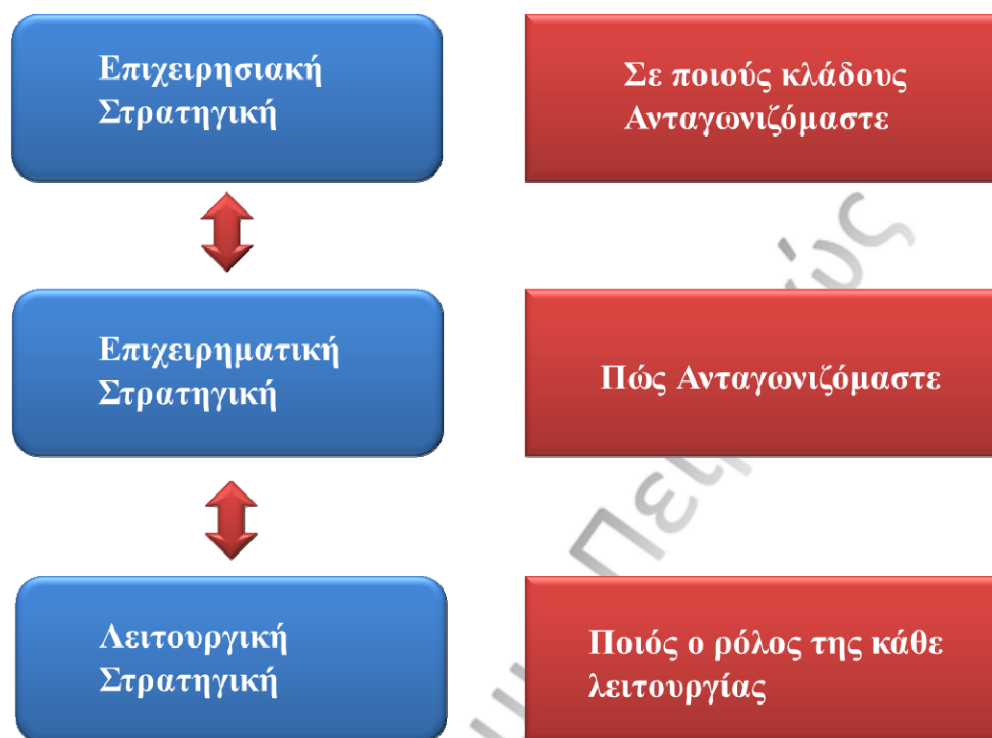 Επιχειρησιακή
Στρατηγική
Σε ποιούς κλάδους
Ανταγωνιζόμαστε
Επιχειρηματική
Στρατηγική
Πώς Ανταγωνιζόμαστε
Λειτουργική
Στρατηγική
Ποιός ο ρόλος της κάθε
λειτουργίας